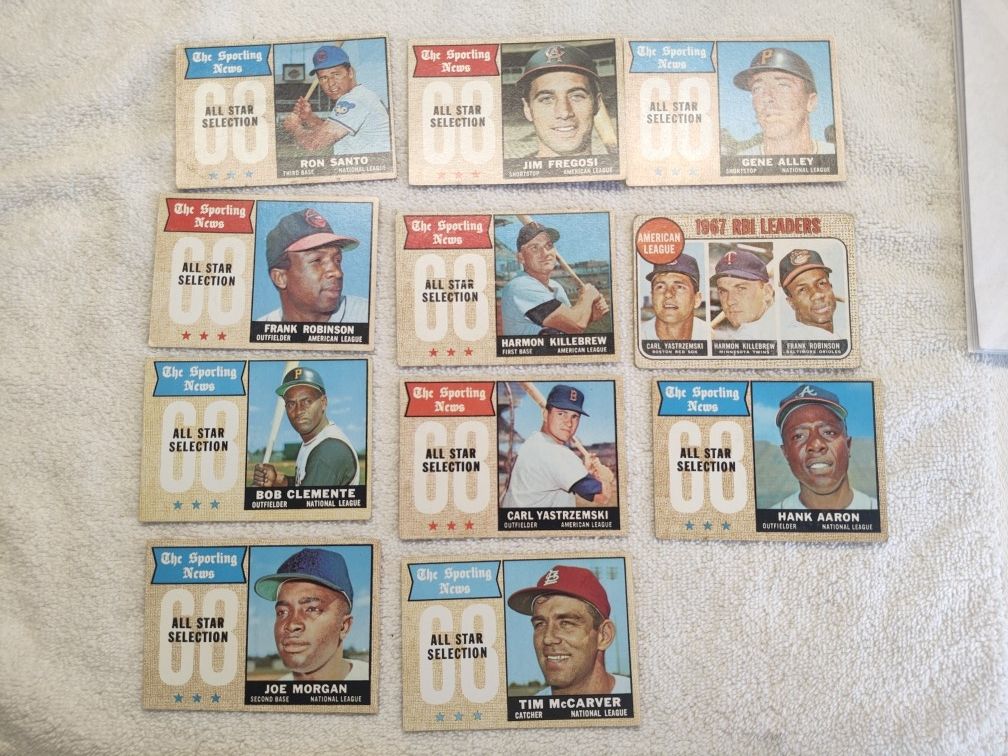 The Sporting
News
68
ALL STAR
SELECTION
RON SANTO
THIRD BASE NATIONAL LEAGUE
The Sporting
News
68
ALL STAR
SELECTION
JIM FREGOSI
SHORTSTOP AMERICAN LEAGUE
The Sporting
News
68
ALL STAR
SELECTION
P
GENE ALLEY
SHORTSTOP NATIONAL LEAGUE
The Sporting
News
68
ALL STAR
SELECTION
FRANK ROBINSON
OUTFIELDER AMERICAN LEAGUE
The Sporting
News
68
ALL STAR
SELECTION
HARMON KILLEBREW
FIRST BASE AMERICAN LEAGUE
1967 RBI LEADERS
AMERICAN
LEAGUE
CARL YASTRZEMSKI HARMON KILLEBREW FRANK ROBINSON
BOSTON RED SOX MINNESOTA TWINS BALTIMORE ORIOLES
The Sporting
News
68
ALL STAR
SELECTION
P
BOB CLEMENTE
OUTFIELDER NATIONAL LEAGUE
The Sporting
News
68
ALL STAR
SELECTION
B
CARL YASTRZEMSKI
OUTFIELDER AMERICAN LEAGUE
The Sporting
News
68
ALL STAR
SELECTION
A
HANK AARON
OUTFIELDER NATIONAL LEAGUE
The Sporting
News
68
ALL STAR
SELECTION
JOE MORGAN
SECOND BASE NATIONAL LEAGUE
The Sporting
News
68
ALL STAR
SELECTION
STL
TIM McCARVER
CATCHER NATIONAL LEAGUE